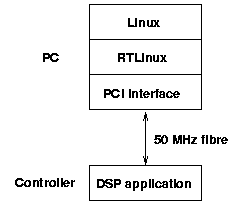 Linux
PC
RTLinux
PCI interface
50 MHz fibre
Controller
DSP application